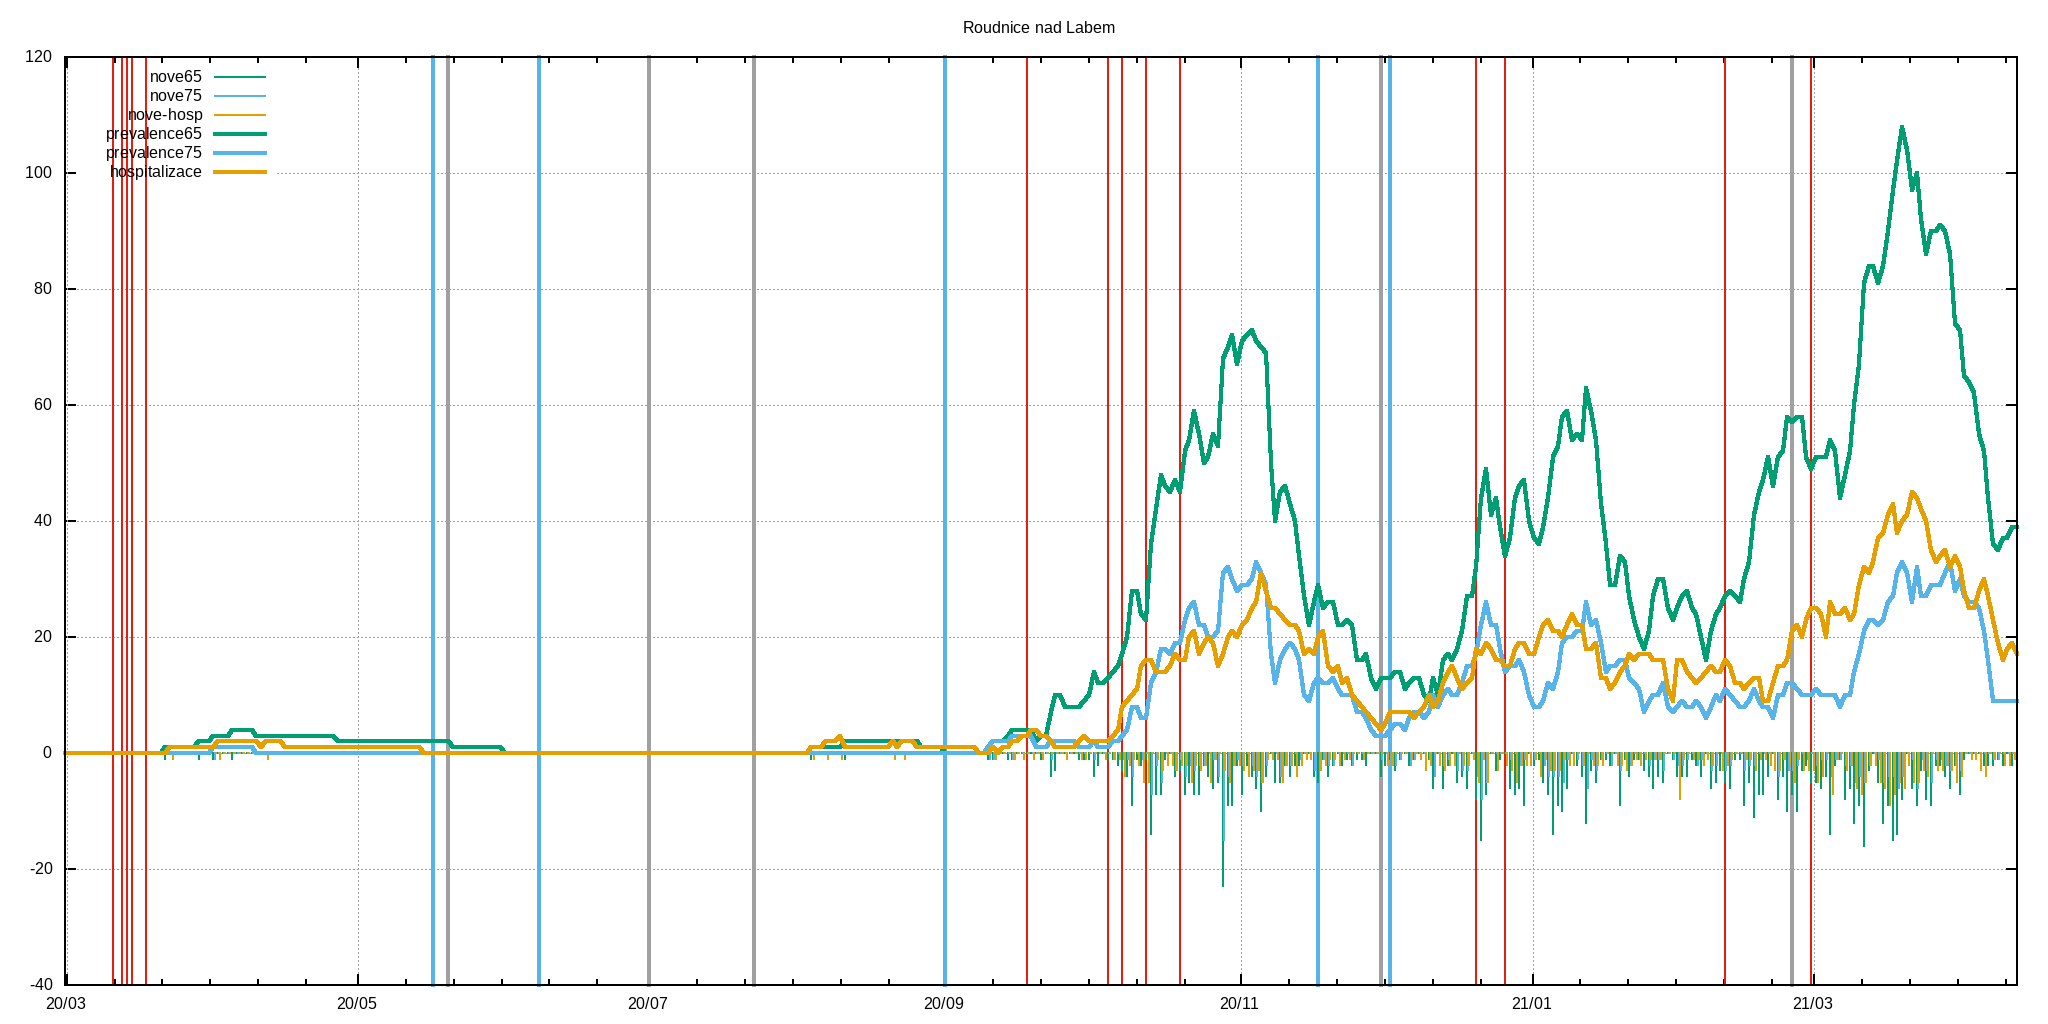 Roudnice nad Labem
120
100
80
60
40
20
0
-20
-40
nove65
nove75
nove-hosp
prevalence65
prevalence75
hospitalizace
20/03 20/05 20/07 20/09 20/11 21/01 21/03